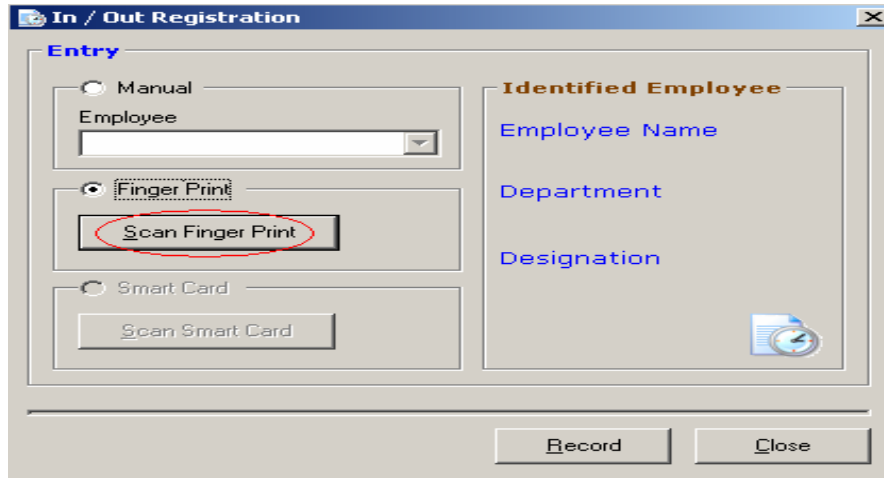 In / Out Registration
Entry
Manual
Employee
Finger Print
Scan Finger Print
Smart Card
Scan Smart Card
Identified Employee
Employee Name
Department
Designation
Record
Close